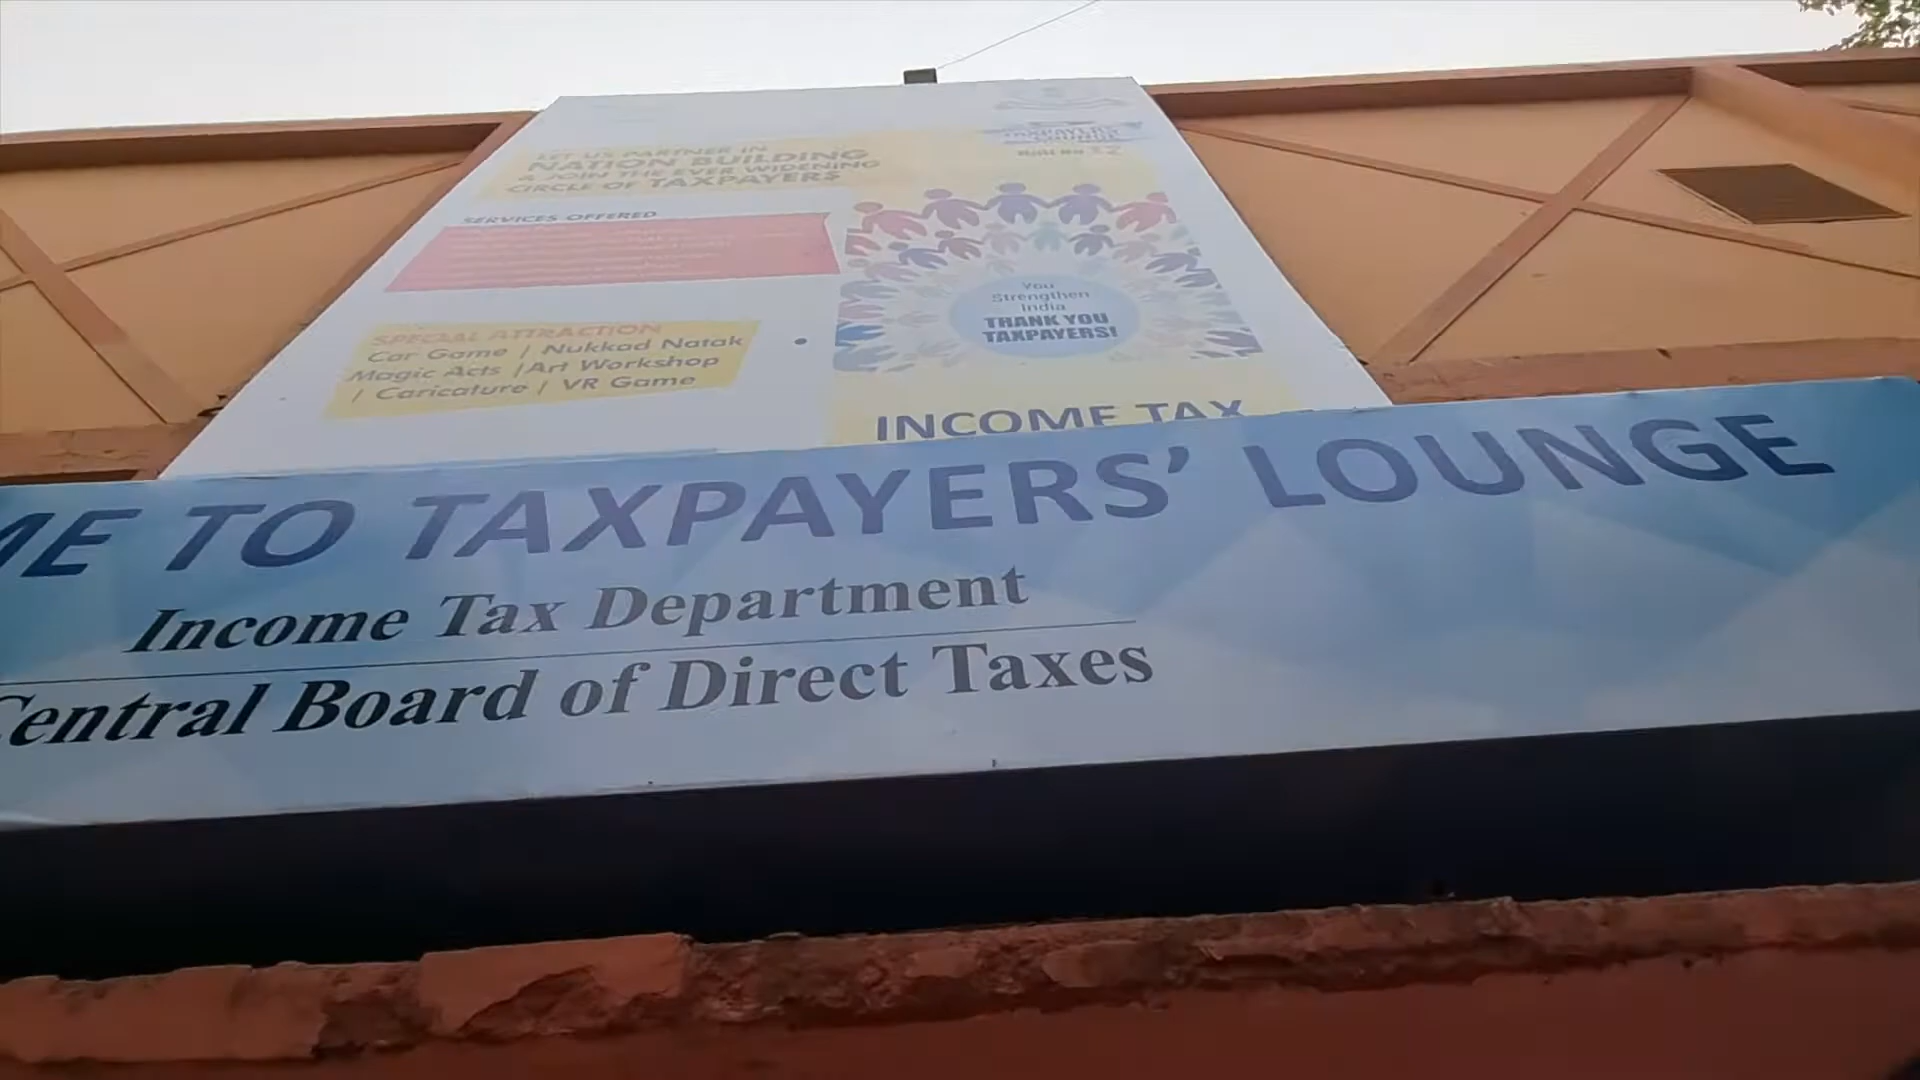 LET US PARTNER IN
NATION BUILDING
& JOIN THE EVER WIDENING
CIRCLE OF TAXPAYERS
TAXPAYERS'
LOUNGE
SERVICES OFFERED
SPECIAL ATTRACTION
Car Game / Nukkad Natak
Magic Acts /Art Workshop
/ Caricature / VR Game
You
Strengthen
India
THANK YOU
TAXPAYERS!
INCOME TAX
ME TO TAXPAYERS' LOUNGE
Income Tax Department
Central Board of Direct Taxes